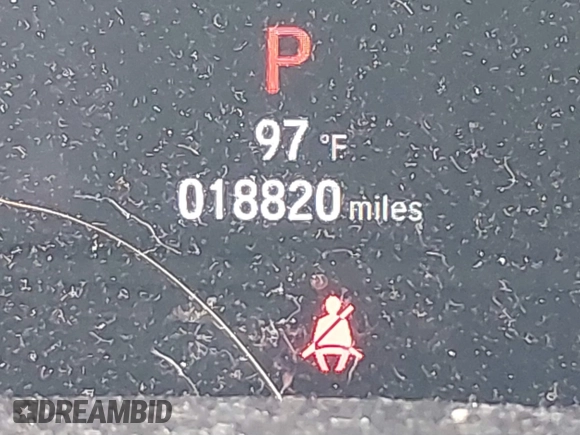 P
97 °F
018820 miles
DREAMBID